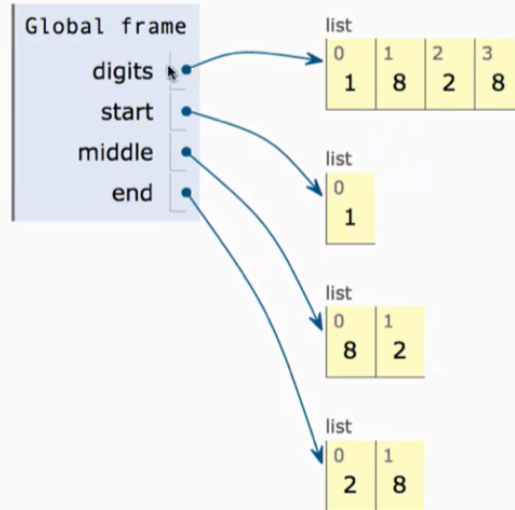 Global frame
digits
start
middle
end
list
0 1 2 3
1 8 2 8
list
0
1
list
0 1
8 2
list
0 1
2 8